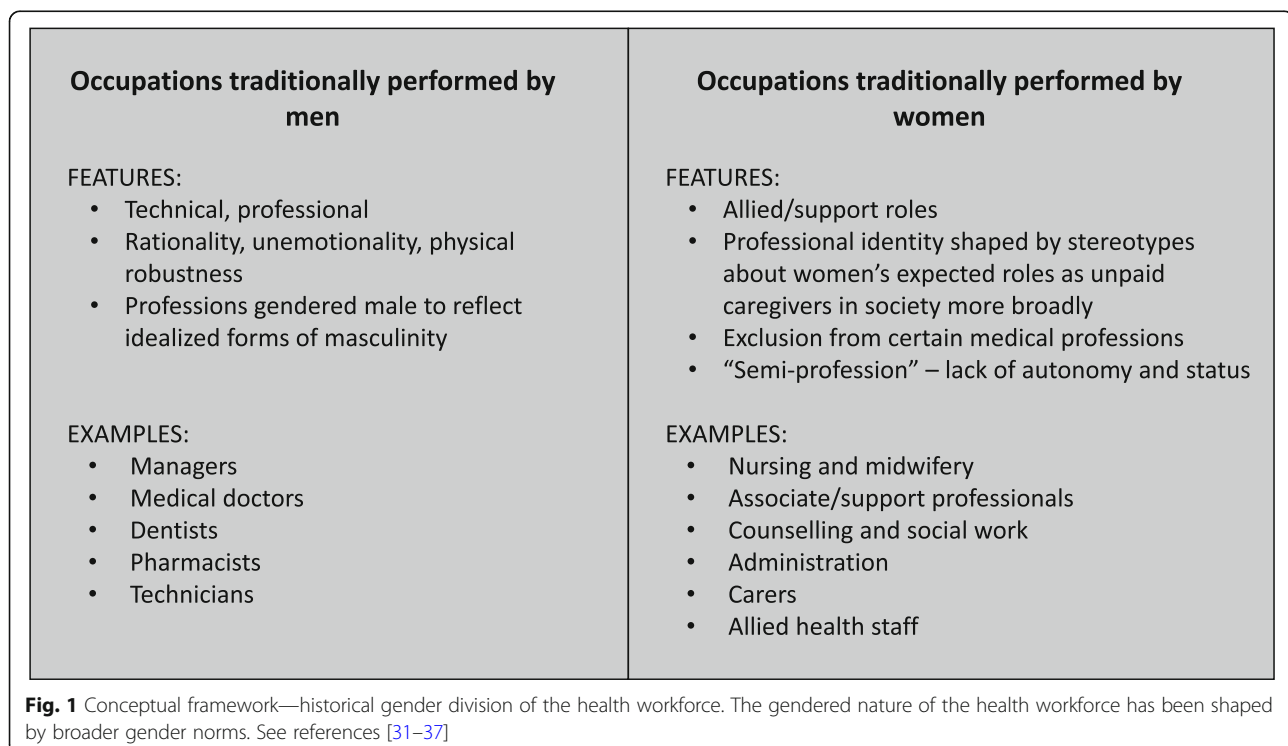 Occupations traditionally performed by
men
FEATURES:
• Technical, professional
• Rationality, unemotionality, physical
robustness
• Professions gendered male to reflect
idealized forms of masculinity
EXAMPLES:
• Managers
• Medical doctors
• Dentists
• Pharmacists
• Technicians
Occupations traditionally performed by
women
FEATURES:
• Allied/support roles
• Professional identity shaped by stereotypes
about women’s expected roles as unpaid
caregivers in society more broadly
• Exclusion from certain medical professions
• “Semi-profession” – lack of autonomy and status
EXAMPLES:
• Nursing and midwifery
• Associate/support professionals
• Counselling and social work
• Administration
• Carers
• Allied health staff
Fig. 1 Conceptual framework—historical gender division of the health workforce. The gendered nature of the health workforce has been shaped
by broader gender norms. See references [31–37]